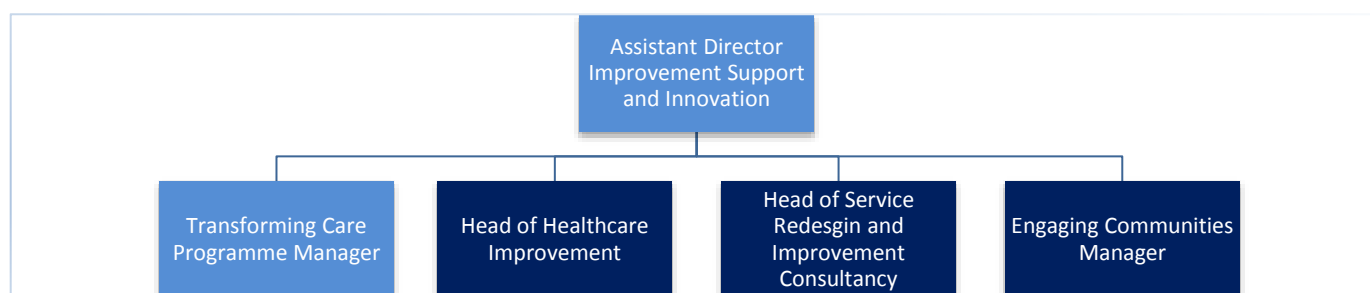 Assistant Director
Improvement Support
and Innovation
Transforming Care
Programme Manager
Head of Healthcare
Improvement
Head of Service
Redesgin and
Improvement
Consultancy
Engaging Communities
Manager